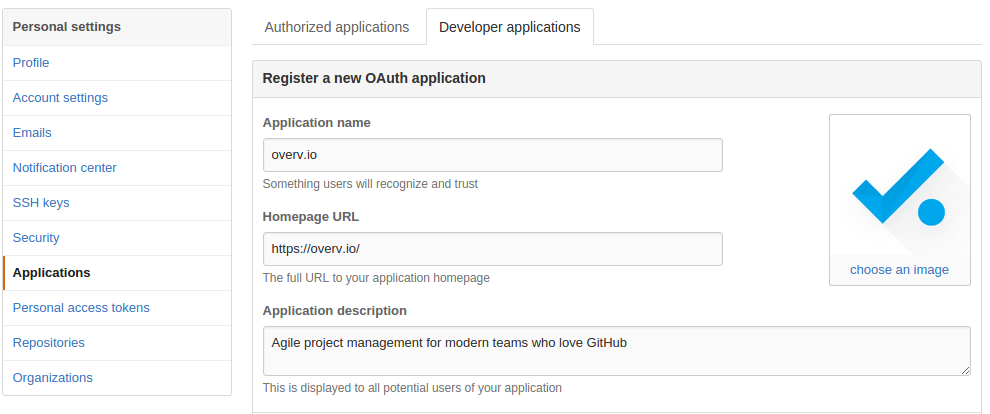 Personal settings
Profile
Account settings
Emails
Notification center
SSH keys
Security
Applications
Personal access tokens
Repositories
Organizations
Authorized applications
Developer applications
Register a new OAuth application
Application name
overv.io
Something users will recognize and trust
Homepage URL
https://overv.io/
The full URL to your application homepage
choose an image
Application description
Agile project management for modern teams who love GitHub
This is displayed to all potential users of your application